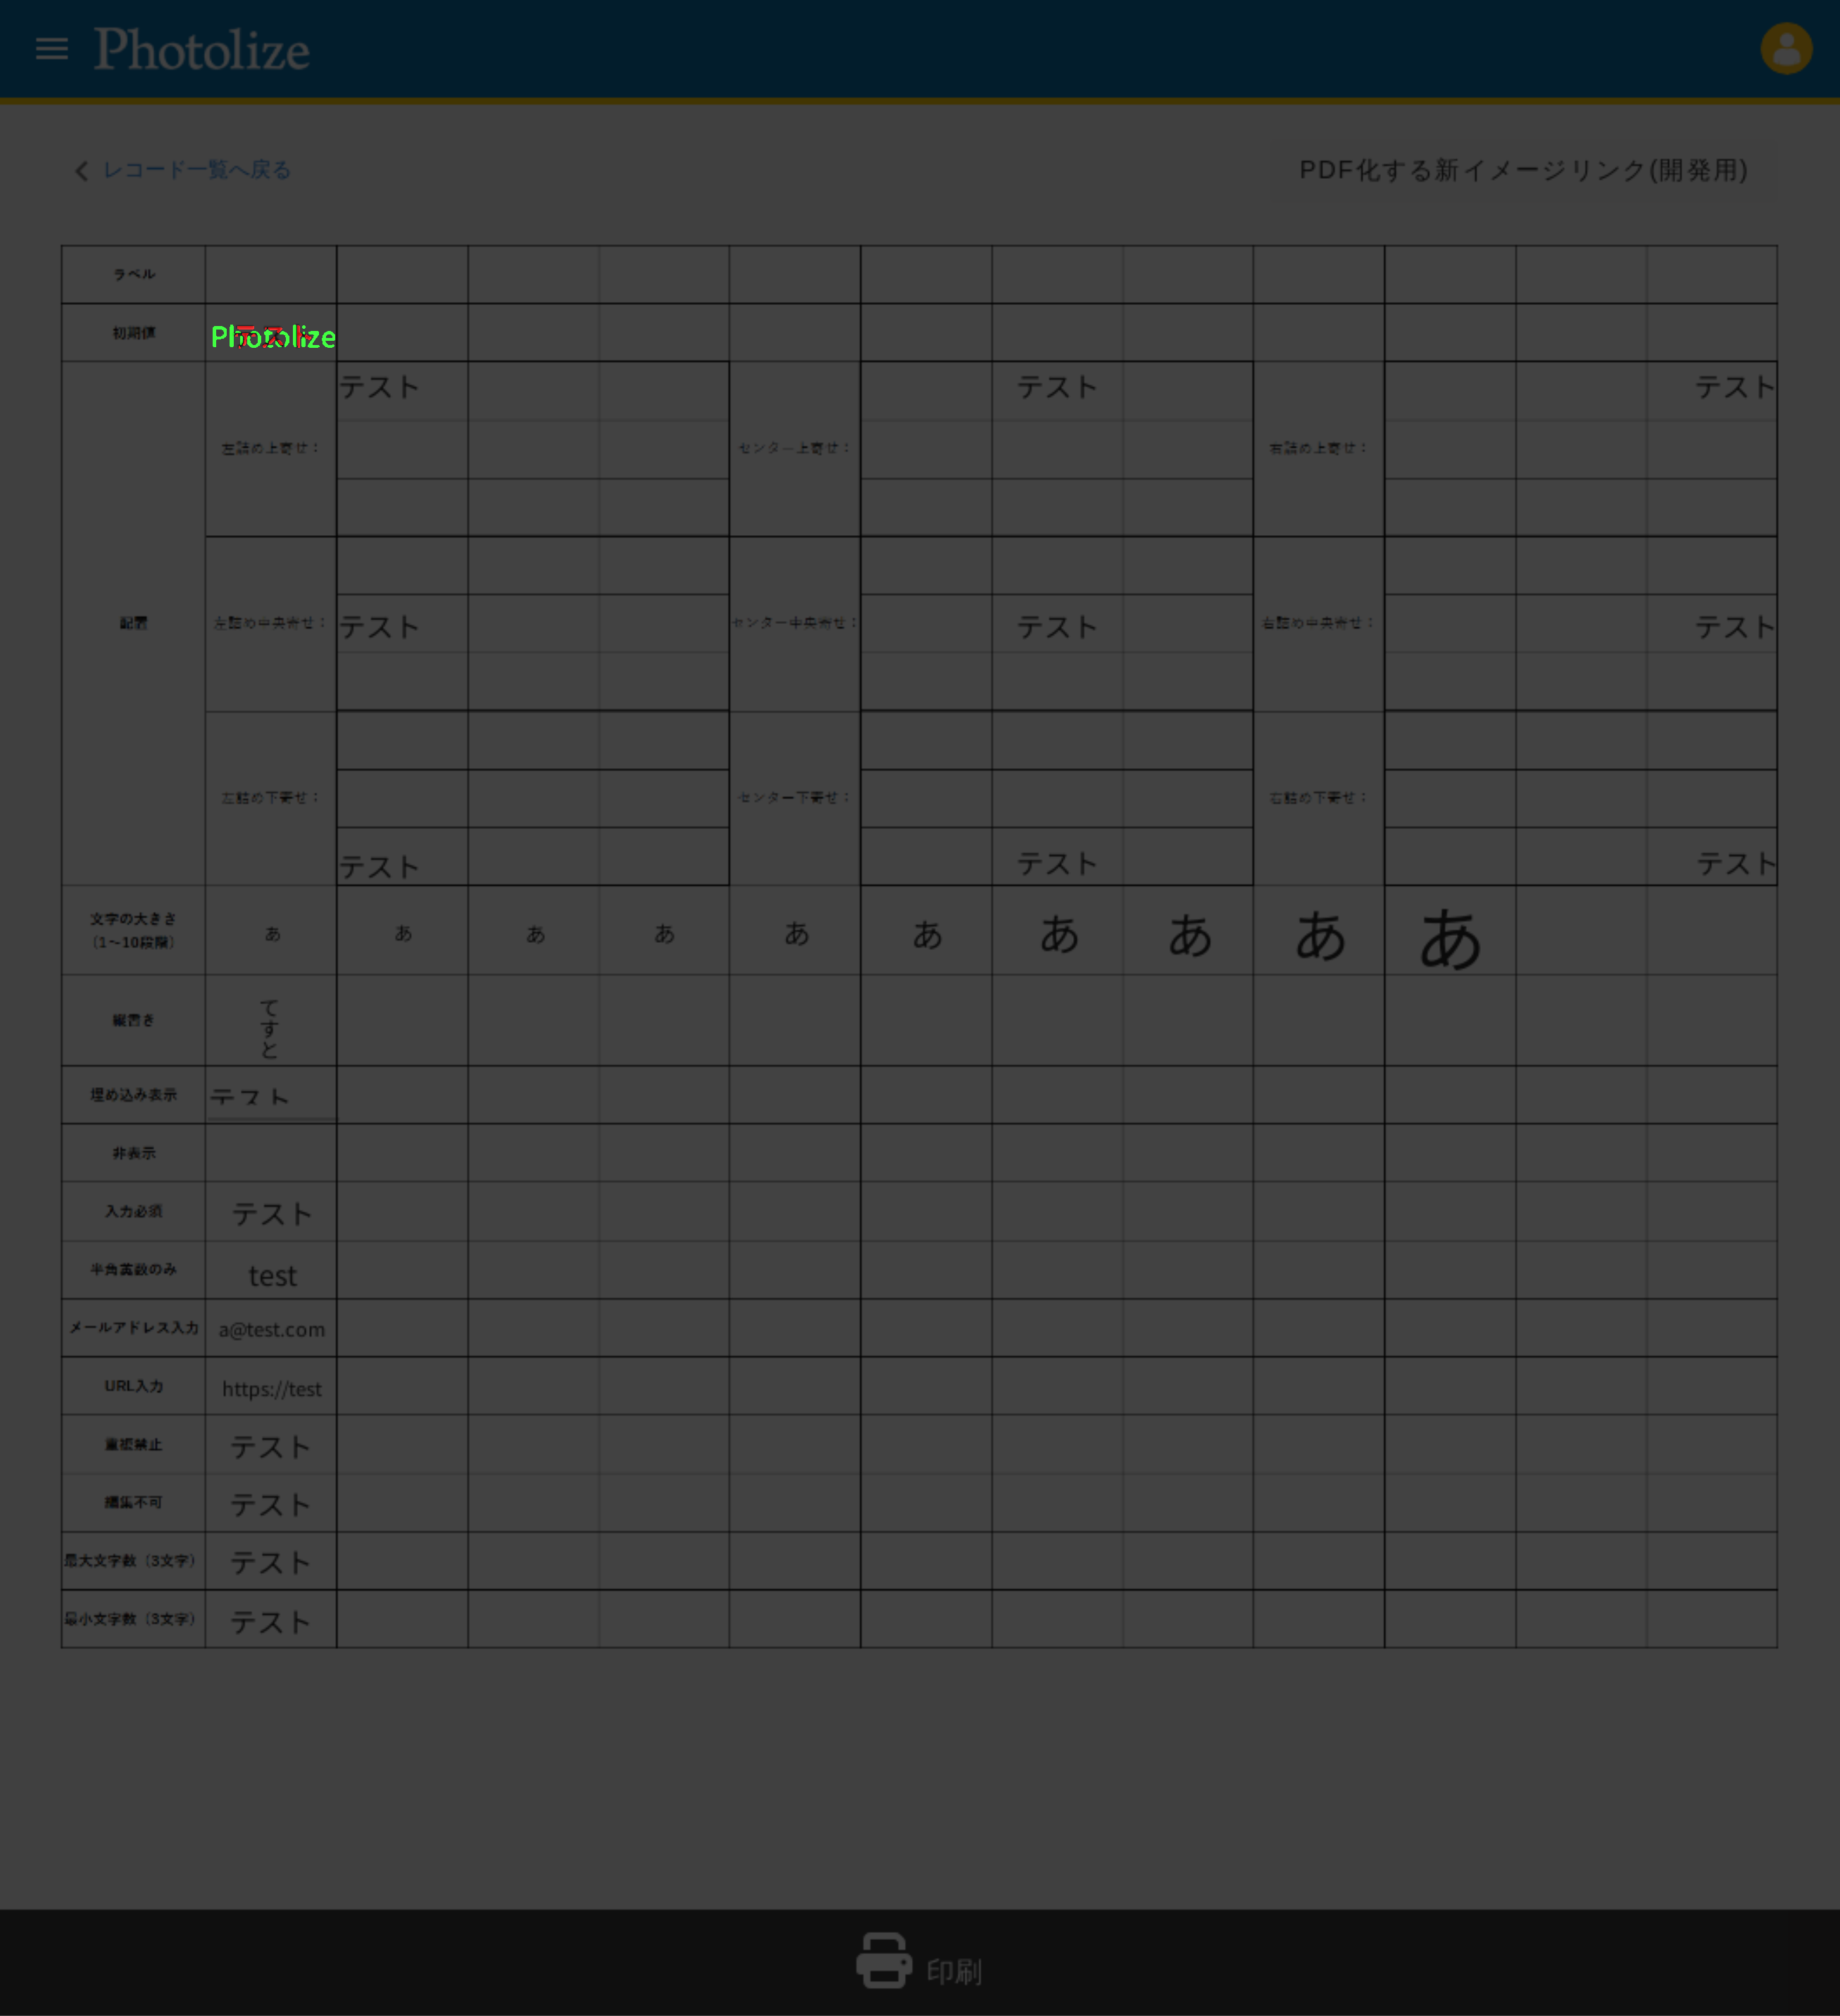 Photolize
レコード一覧へ戻る
PDF化する新イメージリンク(開発用)
ラベル
初期値 Photolize テスト
テスト テスト テスト
左詰め上寄せ： センター上寄せ： 右詰め上寄せ：
配置 左詰め中央寄せ： テスト センター中央寄せ： テスト 右詰め中央寄せ： テスト
左詰め下寄せ： センター下寄せ： 右詰め下寄せ：
テスト テスト テスト
文字の大きさ
（1～10段階） あ あ あ あ あ あ あ あ あ あ
縦書き てすと
埋め込み表示 テスト
非表示
入力必須 テスト
半角英数のみ test
メールアドレス入力 a@test.com
URL入力 https://test
重複禁止 テスト
編集不可 テスト
最大文字数（3文字） テスト
最小文字数（3文字） テスト
印刷